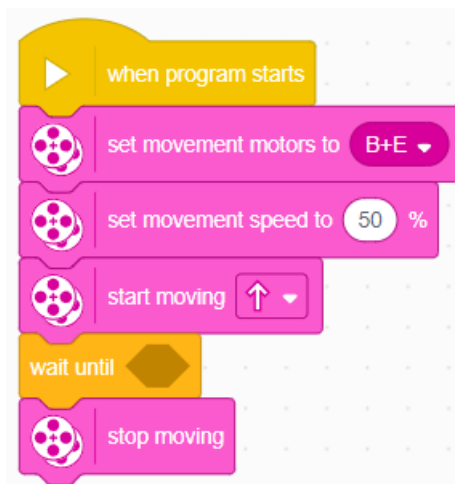 when program starts
set movement motors to B+E
set movement speed to 50 %
start moving
wait until
stop moving